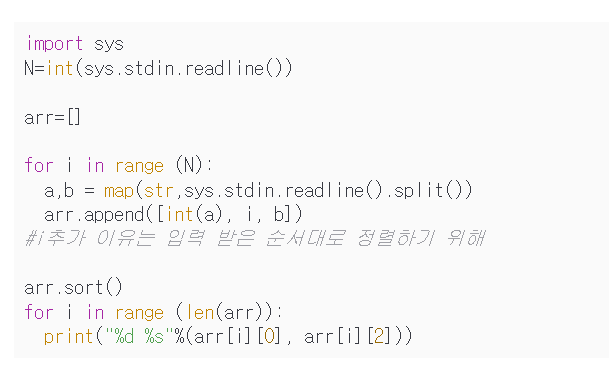 import sys
N=int(sys.stdin.readline())
arr=[]
for i in range (N):
a,b = map(str,sys.stdin.readline().split())
arr.append([int(a), i, b])
#i추가 이유는 입력 받은 순서대로 정렬하기 위해
arr.sort()
for i in range (len(arr)):
print("%d %s"%(arr[i][0], arr[i][2]))